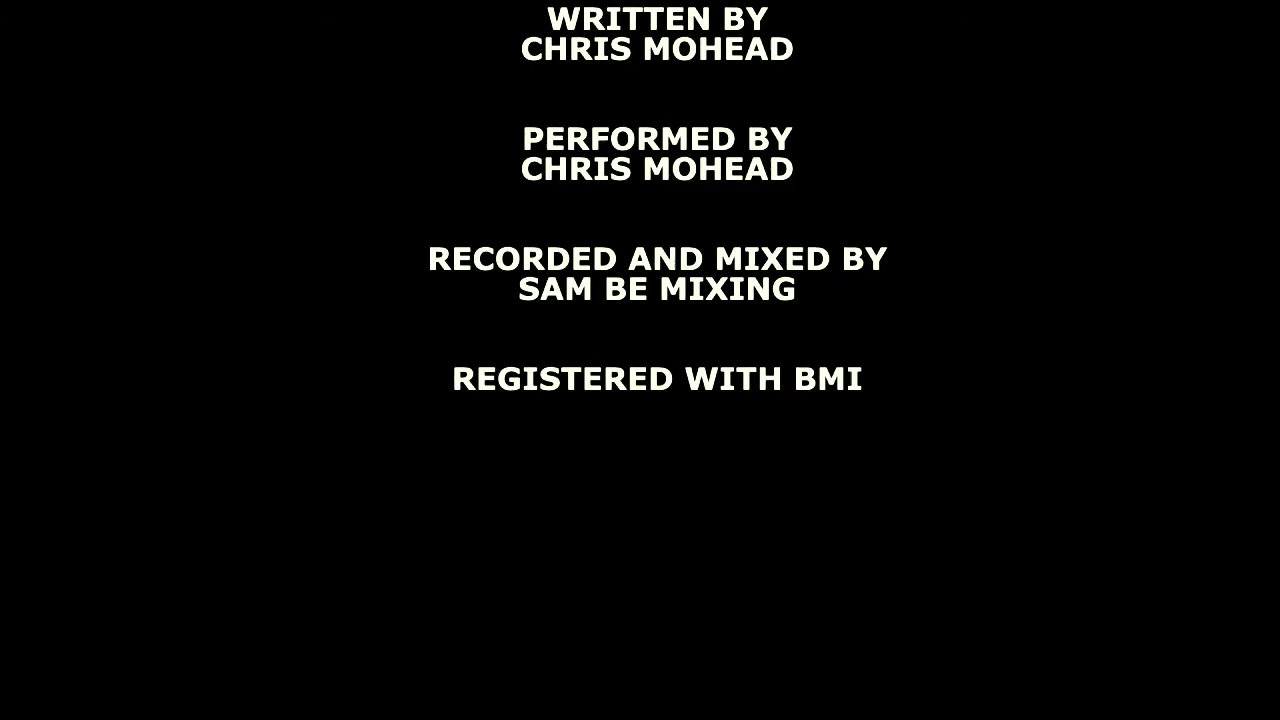 WRITTEN BY
CHRIS MOHEAD
PERFORMED BY
CHRIS MOHEAD
RECORDED AND MIXED BY
SAM BE MIXING
REGISTERED WITH BMI